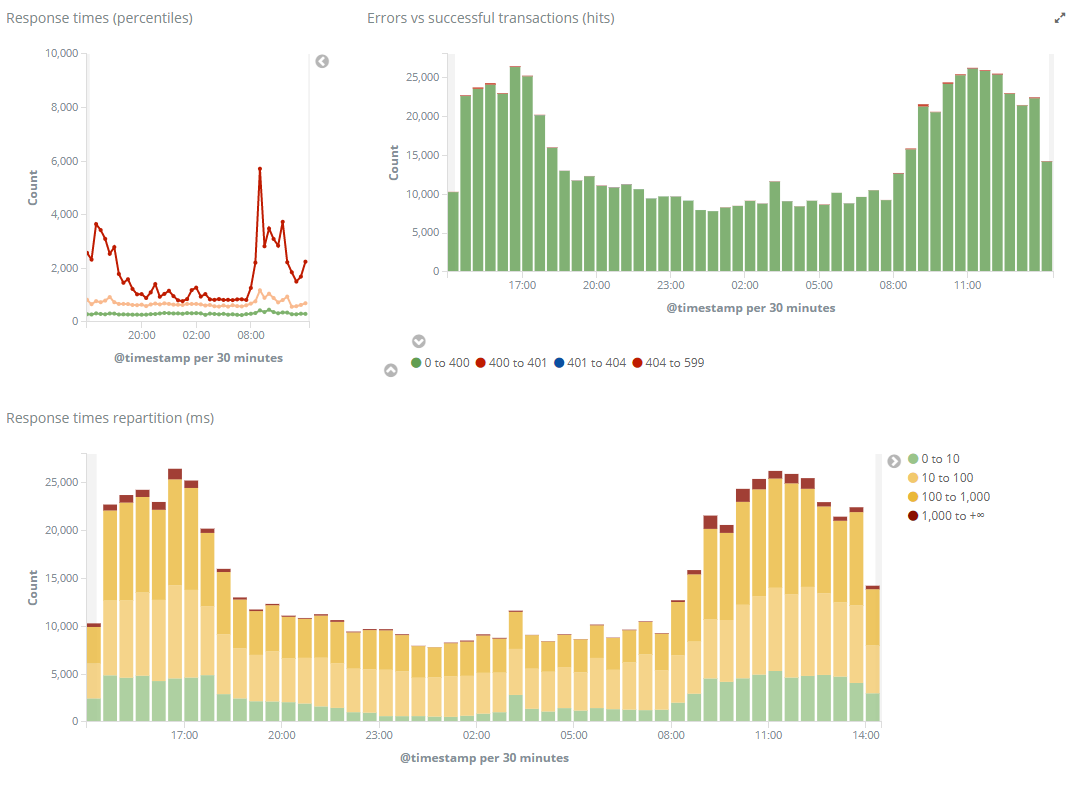 Response times (percentiles)
Errors vs successful transactions (hits)
10,000
8,000
6,000
4,000
2,000
0
Count
20:00 02:00 08:00
@timestamp per 30 minutes
25,000
20,000
15,000
10,000
5,000
0
Count
17:00 20:00 23:00 02:00 05:00 08:00 11:00
@timestamp per 30 minutes
0 to 400 400 to 401 401 to 404 404 to 599
Response times repartition (ms)
25,000
20,000
15,000
10,000
5,000
0
Count
17:00 20:00 23:00 02:00 05:00 08:00 11:00 14:00
@timestamp per 30 minutes
0 to 10
10 to 100
100 to 1,000
1,000 to +∞